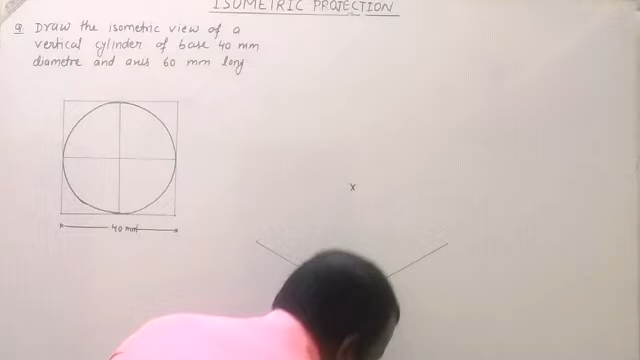 ISOMETRIC PROJECTION
Q. Draw the isometric view of a
vertical cylinder of base 40 mm
diametre and axis 60 mm long
40 mm
x